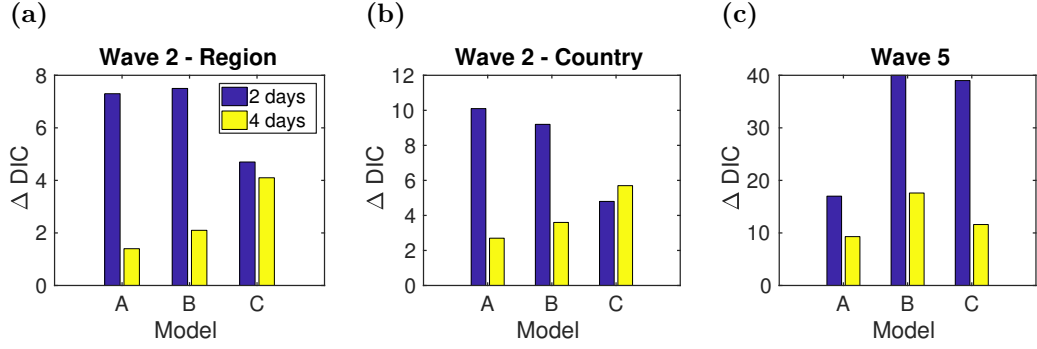 (a)
Wave 2 - Region
8
6
4
2
0
Δ DIC
2 days
4 days
A
B
C
Model
(b)
Wave 2 - Country
12
10
8
6
4
2
0
Δ DIC
A
B
C
Model
(c)
Wave 5
40
30
20
10
0
Δ DIC
A
B
C
Model